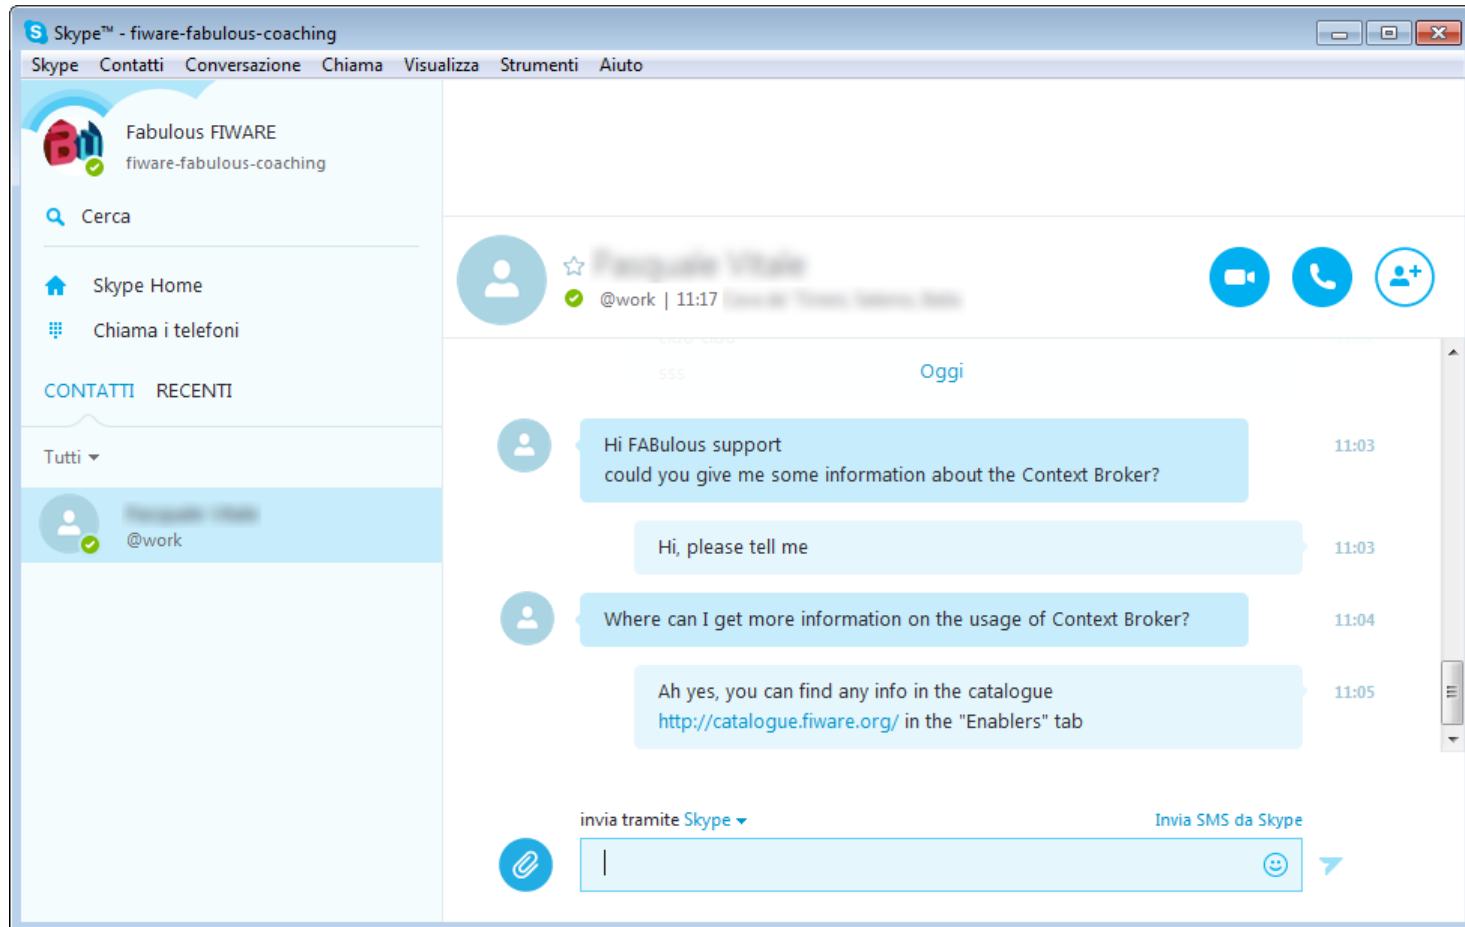 Skype™ - fiware-fabulous-coaching
Skype Contatti Conversazione Chiama Visualizza Strumenti Aiuto
Fabulous FIWARE
fiware-fabulous-coaching
Cerca
Skype Home
Chiama i telefoni
CONTATTI RECENTI
Tutti
@work
@work | 11:17
sss
Oggi
Hi FABulous support
11:03
could you give me some information about the Context Broker?
Hi, please tell me
11:03
Where can I get more information on the usage of Context Broker?
11:04
Ah yes, you can find any info in the catalogue
11:05
http://catalogue.fiware.org/ in the "Enablers" tab
invia tramite Skype
Invia SMS da Skype